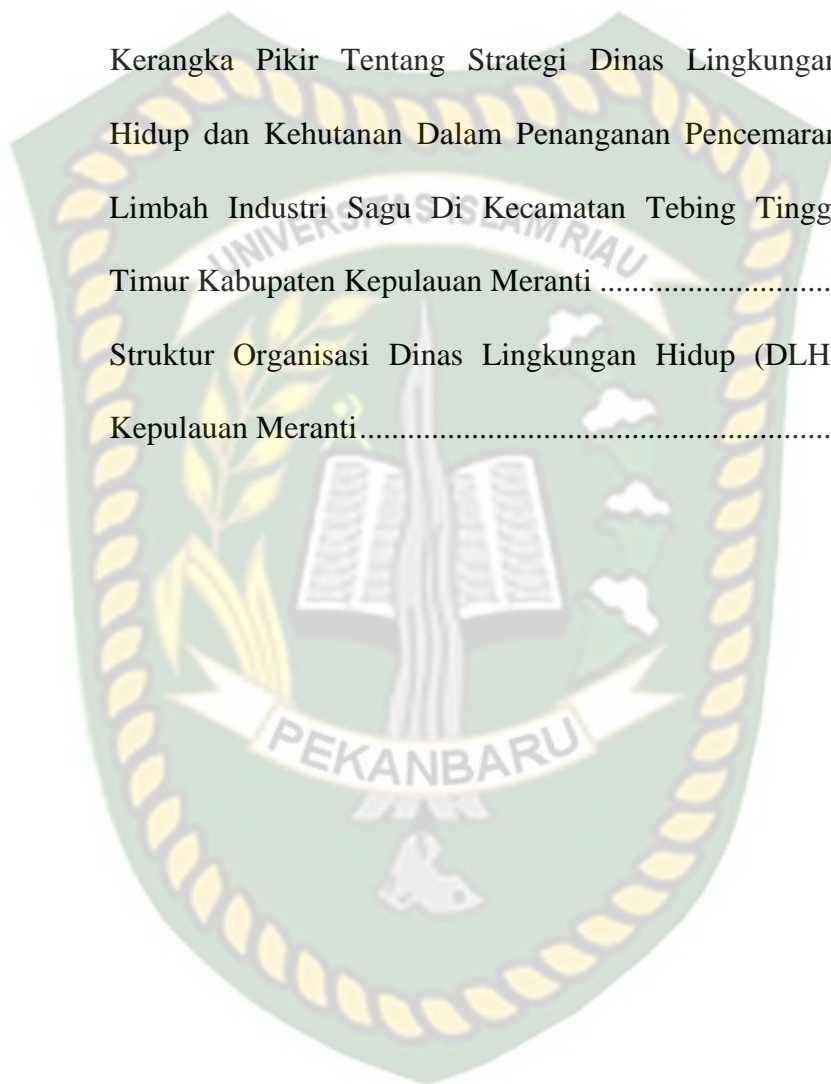 Kerangka Pikir Tentang Strategi Dinas Lingkungan
Hidup dan Kehutanan Dalam Penanganan Pencemaran
Limbah Industri Sagu Di Kecamatan Tebing Tingg
Timur Kabupaten Kepulauan Meranti ............................
Struktur Organisasi Dinas Lingkungan Hidup (DLH
Kepulauan Meranti..........................................................
UNIVERSITAS ISLAM RIAU
PEKANBARU